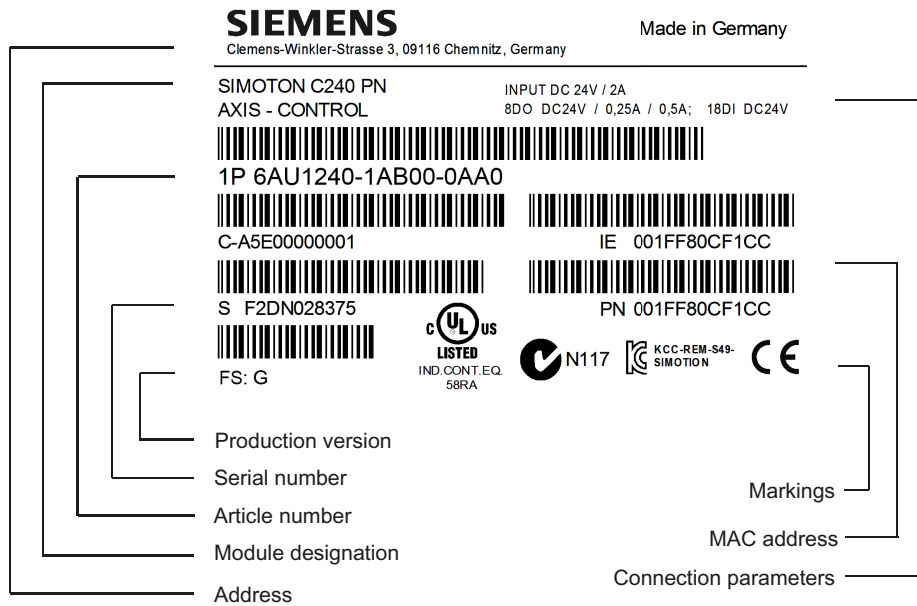 SIEMENS
Made in Germany
Clemens-Winkler-Strasse 3, 09116 Chemnitz, Germany
SIMOTON C240 PN
INPUT DC 24V / 2A
AXIS - CONTROL
8DO DC24V / 0,25A / 0,5A; 18DI DC24V
1P 6AU1240-1AB00-0AA0
C-A5E00000001
IE 001FF80CF1CC
S F2DN028375
PN 001FF80CF1CC
C UL US
LISTED
IND.CONT.EQ.
58RA
N117
KCC-REM-S49-
SIMOTION
CE
FS: G
Production version
Serial number
Article number
Module designation
Address
Markings
MAC address
Connection parameters